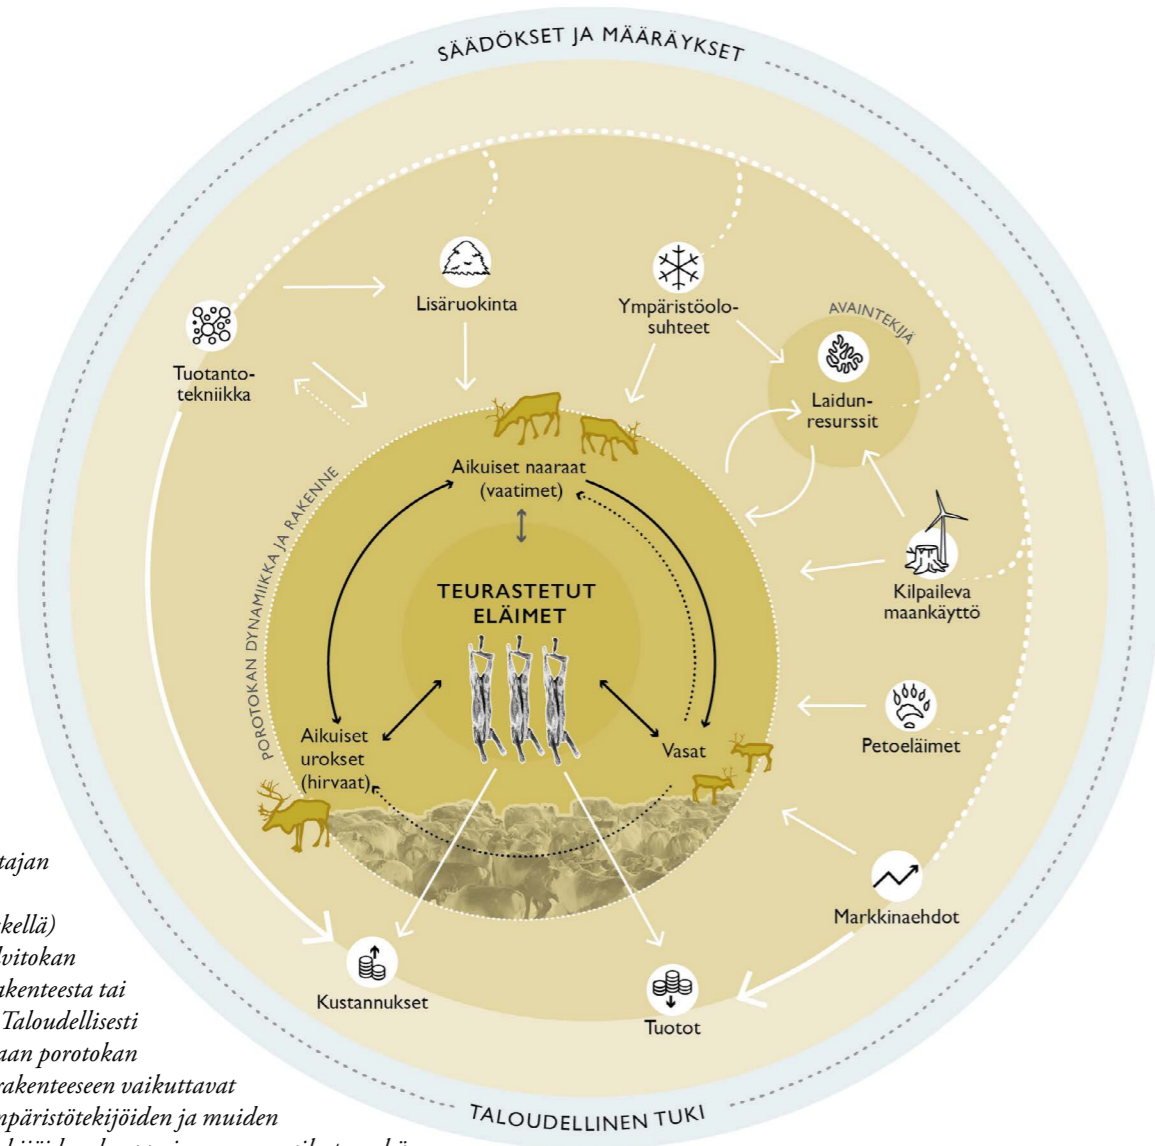 SÄÄDÖKSET JA MÄÄRÄYKSET
Lisäruokinta
Ympäristöolo-
suhteet
AVAINTEKIJÄ
Laidun-
resurssit
Tuotanto-
tekniikka
POROTOKAN DYNAMIIKKA JA RAKENNE
Aikuiset naaraat
(vaatimet)
TEURASTETUT
ELÄIMET
Kilpaileva
maankäyttö
Aikuiset
urokset
(hirvaat)
Vasat
Petoeläimet
Markkinaehdot
Kustannukset
Tuotot
TALOUDELLINEN TUKI
tajan
kellä)
lvitokan
akenteesta tai
Taloudellisesti
aan porotokan
rakenteeseen vaikuttavat
mpäristötekijöiden ja muiden